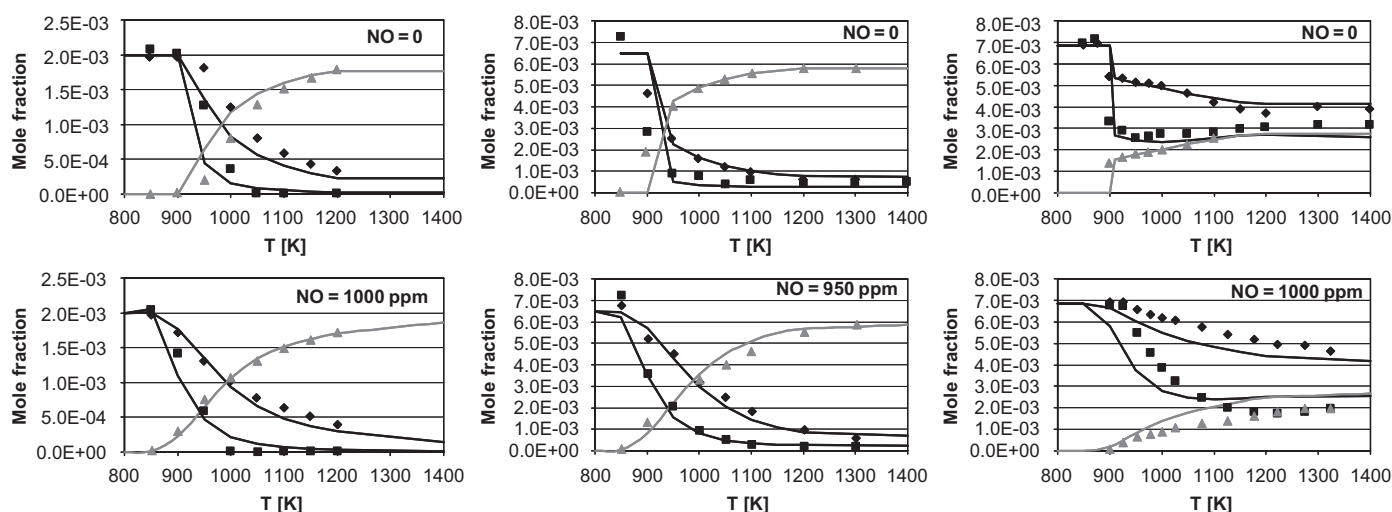 2.5E-03
2.0E-03
1.5E-03
1.0E-03
5.0E-04
0.0E+00
Mole fraction
NO = 0
800 900 1000 1100 1200 1300 1400
T [K]
8.0E-03
7.0E-03
6.0E-03
5.0E-03
4.0E-03
3.0E-03
2.0E-03
1.0E-03
0.0E+00
Mole fraction
NO = 0
800 900 1000 1100 1200 1300 1400
T [K]
8.0E-03
7.0E-03
6.0E-03
5.0E-03
4.0E-03
3.0E-03
2.0E-03
1.0E-03
0.0E+00
Mole fraction
NO = 0
800 900 1000 1100 1200 1300 1400
T [K]
2.5E-03
2.0E-03
1.5E-03
1.0E-03
5.0E-04
0.0E+00
Mole fraction
NO = 1000 ppm
800 900 1000 1100 1200 1300 1400
T [K]
8.0E-03
7.0E-03
6.0E-03
5.0E-03
4.0E-03
3.0E-03
2.0E-03
1.0E-03
0.0E+00
Mole fraction
NO = 950 ppm
800 900 1000 1100 1200 1300 1400
T [K]
8.0E-03
7.0E-03
6.0E-03
5.0E-03
4.0E-03
3.0E-03
2.0E-03
1.0E-03
0.0E+00
Mole fraction
NO = 1000 ppm
800 900 1000 1100 1200 1300 1400
T [K]